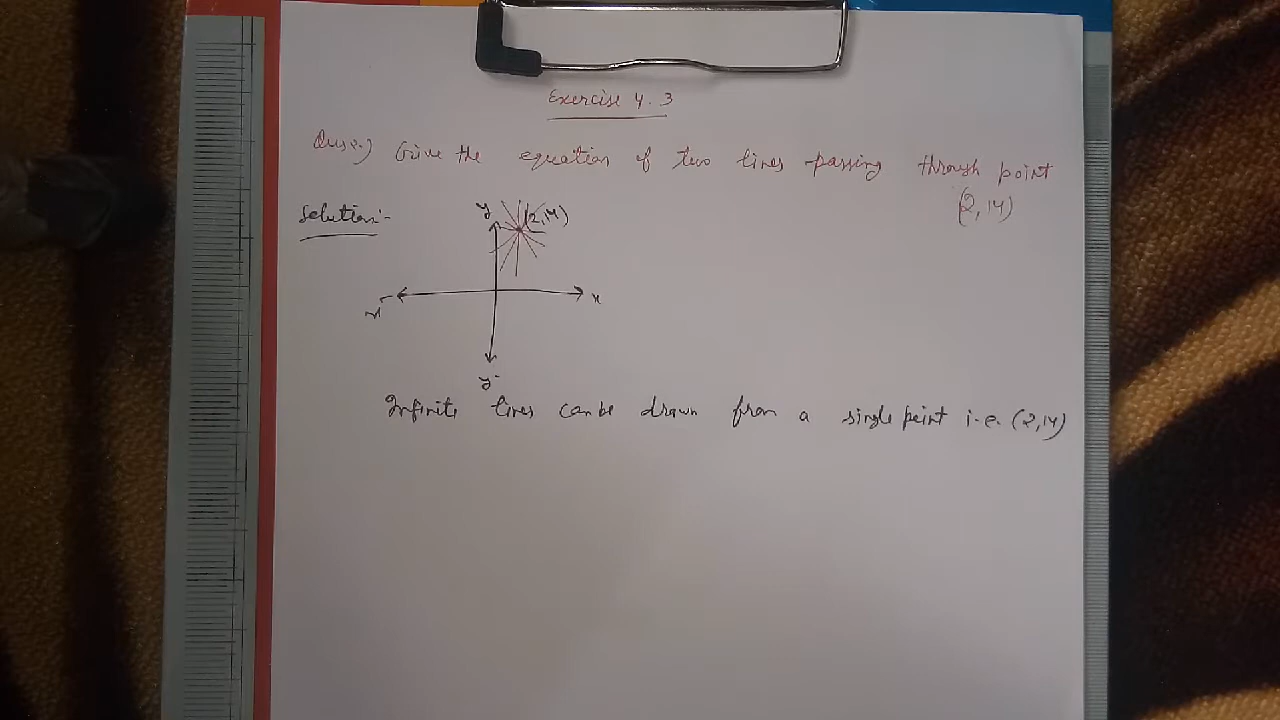 Exercise 4.3
Ques.) Give the equation of two lines passing through point
(2,14)
Solution:-
y (2,14)
x
y'
Infinite lines can be drawn from a single point i.e. (2,14)